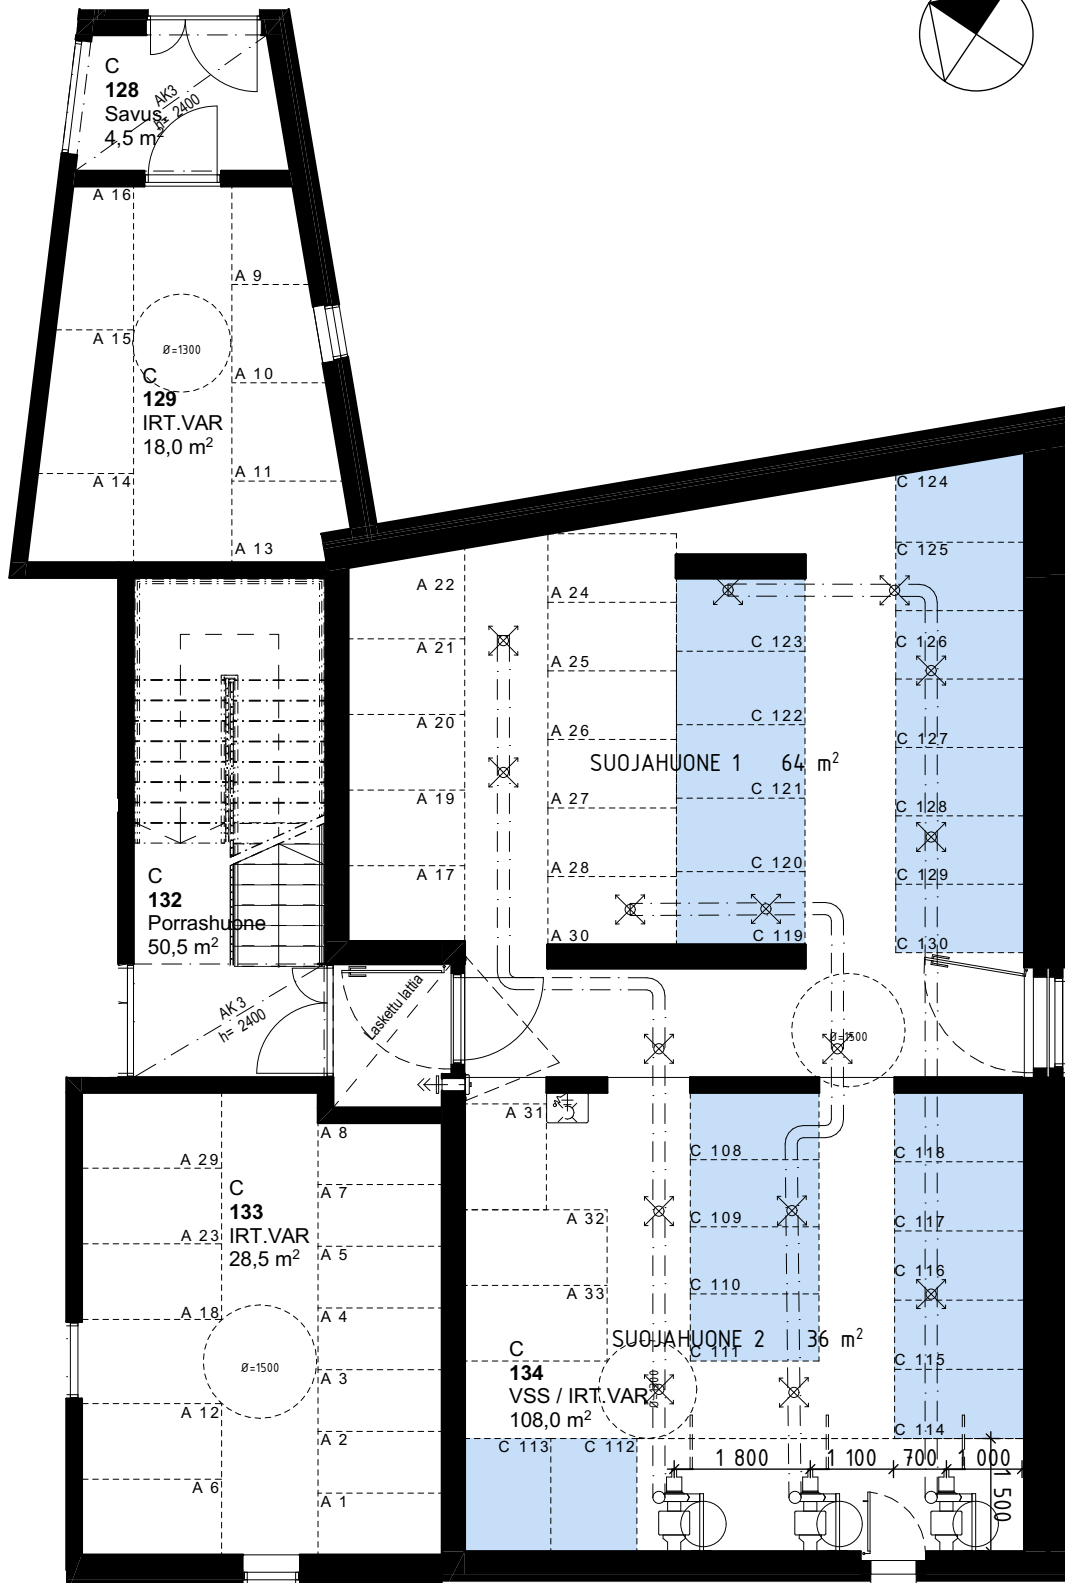 C
128
Savus.
4,5 m²
AK3
h= 2400
A 16
A 9
A 15
Ø=1300
A 10
C
129
IRT.VAR
18,0 m²
A 14
A 11
A 13
C 124
C 125
A 22
A 24
A 21
A 25
C 123
C 126
A 20
A 26
C 122
C 127
SUOJAHUONE 1 64 m²
A 19
A 27
C 121
C 128
A 17
A 28
C 120
C 129
C
132
Porrashuone
50,5 m²
A 30
C 119
C 130
AK 3
h= 2400
Laskettu lattia
Ø=1500
A 31
A 8
A 29
A 7
C 108
C 118
C
133
IRT.VAR
28,5 m²
A 23
A 5
A 32
C 109
C 117
A 18
A 4
A 33
C 110
C 116
SUOJAHUONE 2 36 m²
Ø=1500
A 3
C 111
C 115
C
134
VSS / IRT.VAR
108,0 m²
A 12
A 2
C 114
C 113
C 112
A 6
A 1
1 800
1 100
700
1 000
1 500